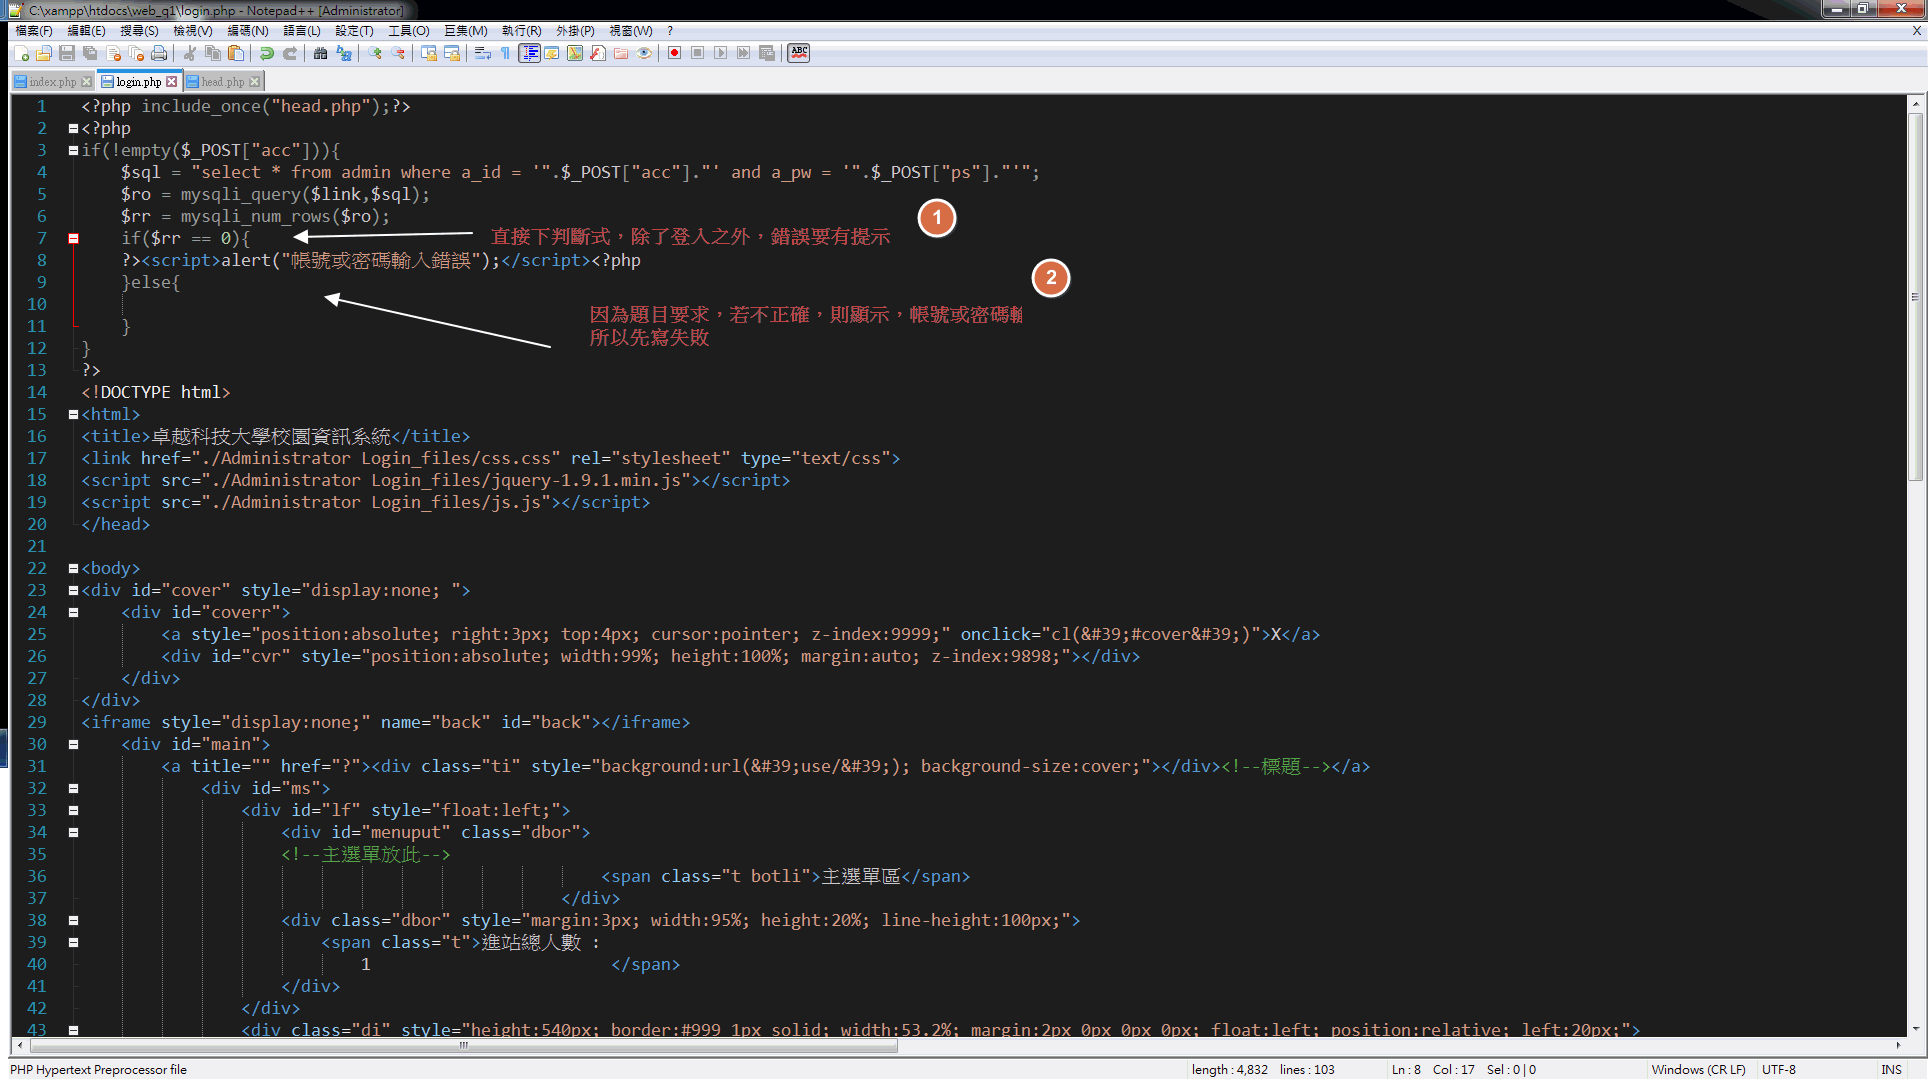 C:\xampp\htdocs\web_q1\login.php - Notepad++ [Administrator]
檔案(F) 編輯(E) 搜尋(S) 檢視(V) 編碼(N) 語言(L) 設定(T) 工具(O) 巨集(M) 執行(R) 外掛(P) 視窗(W) ? X
ABC
index.php login.php head.php
1 <?php include_once("head.php");?>
2 <?php
3 if(!empty($_POST["acc"])){
4 $sql = "select * from admin where a_id = '".$_POST["acc"]."' and a_pw = '".$_POST["ps"]."'";
5 $ro = mysqli_query($link,$sql);
6 $rr = mysqli_num_rows($ro);
1
7 if($rr == 0){
直接下判斷式，除了登入之外，錯誤要有提示
8 ?><script>alert("帳號或密碼輸入錯誤");</script><?php
2
9 }else{
10
因為題目要求，若不正確，則顯示，帳號或密碼輸
11 }
所以先寫失敗
12 }
13 ?>
14 <!DOCTYPE html>
15 <html>
16 <title>卓越科技大學校園資訊系統</title>
17 <link href="./Administrator Login_files/css.css" rel="stylesheet" type="text/css">
18 <script src="./Administrator Login_files/jquery-1.9.1.min.js"></script>
19 <script src="./Administrator Login_files/js.js"></script>
20 </head>
21
22 <body>
23 <div id="cover" style="display:none; ">
24 <div id="coverr">
25 <a style="position:absolute; right:3px; top:4px; cursor:pointer; z-index:9999;" onclick="cl(&#39;#cover&#39;)">X</a>
26 <div id="cvr" style="position:absolute; width:99%; height:100%; margin:auto; z-index:9898;"></div>
27 </div>
28 </div>
29 <iframe style="display:none;" name="back" id="back"></iframe>
30 <div id="main">
31 <a title="" href="?"><div class="ti" style="background:url(&#39;use/&#39;); background-size:cover;"></div><!--標題--></a>
32 <div id="ms">
33 <div id="lf" style="float:left;">
34 <div id="menuput" class="dbor">
35 <!--主選單放此-->
36 <span class="t botli">主選單區</span>
37 </div>
38 <div class="dbor" style="margin:3px; width:95%; height:20%; line-height:100px;">
39 <span class="t">進站總人數 :
40 1 </span>
41 </div>
42 </div>
43 <div class="di" style="height:540px; border:#999 1px solid; width:53.2%; margin:2px 0px 0px 0px; float:left; position:relative; left:20px;">
PHP Hypertext Preprocessor file length : 4,832 lines : 103 Ln : 8 Col : 17 Sel : 0 | 0 Windows (CR LF) UTF-8 INS